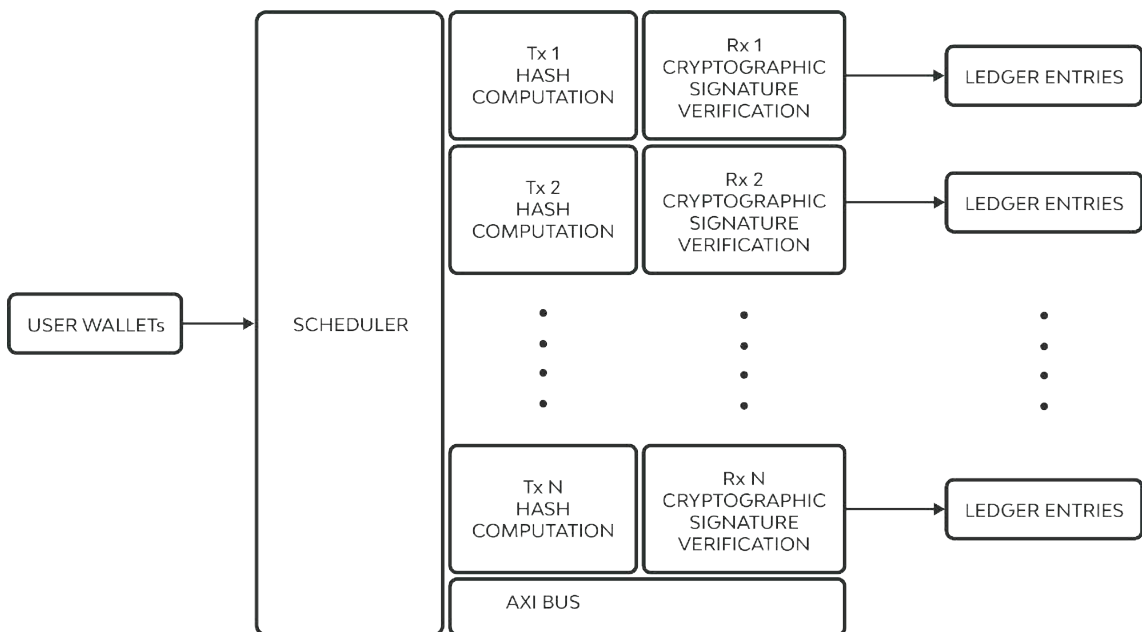 Tx 1
HASH
COMPUTATION
Rx 1
CRYPTOGRAPHIC
SIGNATURE
VERIFICATION
LEDGER ENTRIES
Tx 2
HASH
COMPUTATION
Rx 2
CRYPTOGRAPHIC
SIGNATURE
VERIFICATION
LEDGER ENTRIES
USER WALLETs
SCHEDULER
Tx N
HASH
COMPUTATION
Rx N
CRYPTOGRAPHIC
SIGNATURE
VERIFICATION
LEDGER ENTRIES
AXI BUS